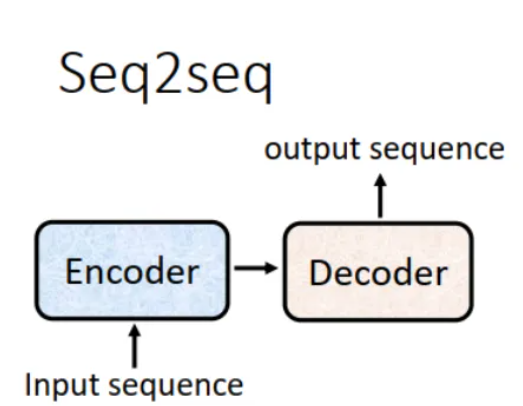 Seq2seq
output sequence
Encoder
Decoder
Input sequence